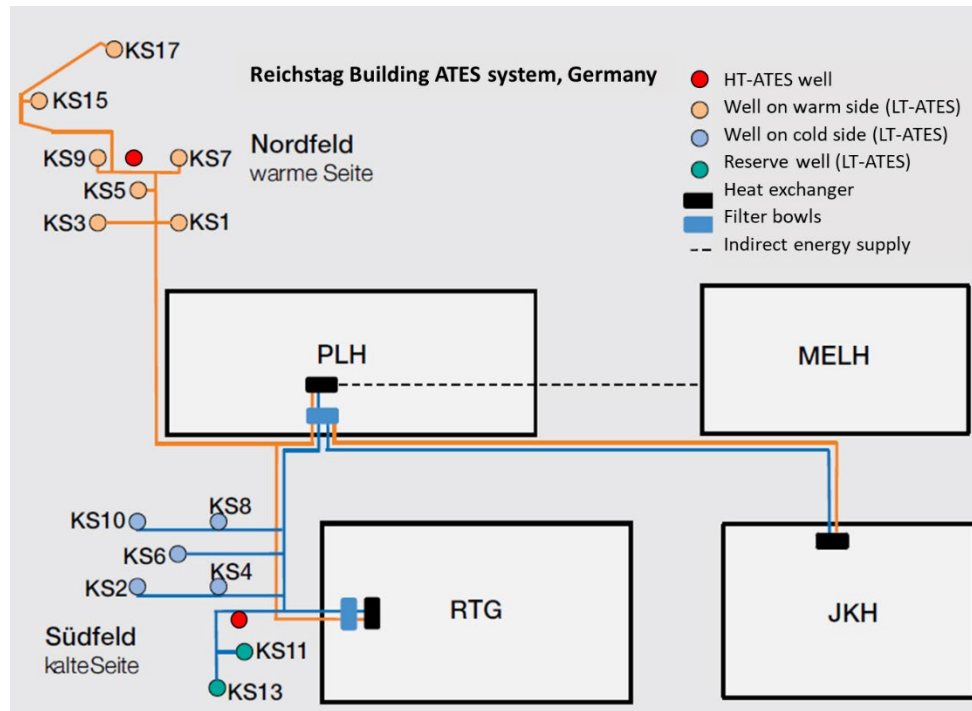 Reichstag Building ATES system, Germany
HT-ATES well
Well on warm side (LT-ATES)
Well on cold side (LT-ATES)
Reserve well (LT-ATES)
Heat exchanger
Filter bowls
Indirect energy supply
KS17
KS15
Nordfeld
warme Seite
KS9
KS7
KS5
KS3
KS1
PLH
MELH
KS10
KS8
KS6
KS2
KS4
Südfeld
kalteSeite
KS11
KS13
RTG
JKH